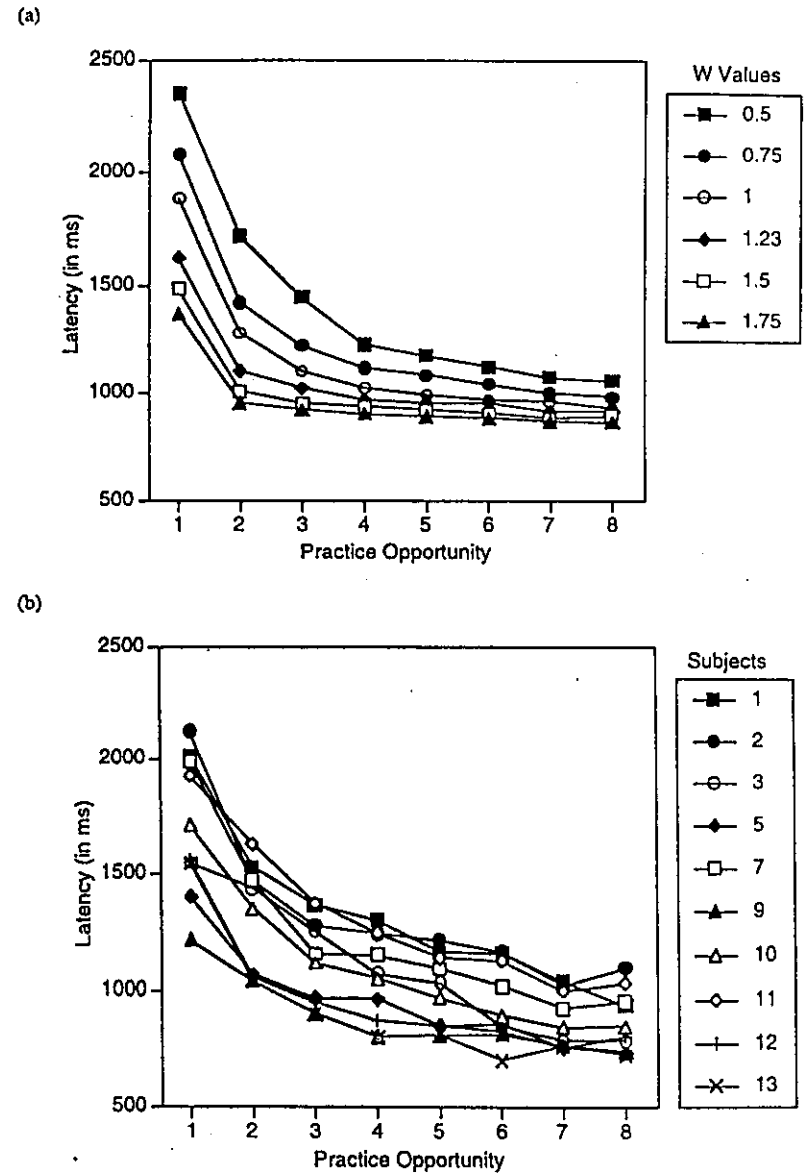 (a)
2500
2000
1500
1000
500
Latency (in ms)
1 2 3 4 5 6 7 8
Practice Opportunity
W Values
0.5
0.75
1
1.23
1.5
1.75
(b)
2500
2000
1500
1000
500
Latency (in ms)
1 2 3 4 5 6 7 8
Practice Opportunity
Subjects
1
2
3
5
7
9
10
11
12
13